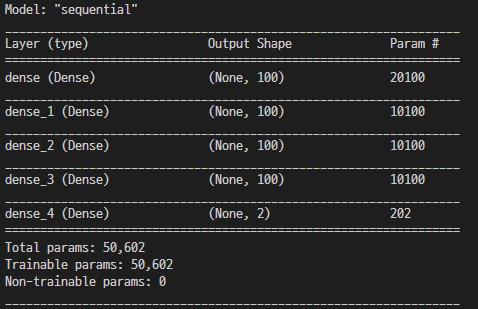 Model: "sequential"
_________________________________________________________________
Layer (type)                 Output Shape              Param #
=================================================================
dense (Dense)                (None, 100)               20100
_________________________________________________________________
dense_1 (Dense)              (None, 100)               10100
_________________________________________________________________
dense_2 (Dense)              (None, 100)               10100
_________________________________________________________________
dense_3 (Dense)              (None, 100)               10100
_________________________________________________________________
dense_4 (Dense)              (None, 2)                 202
=================================================================
Total params: 50,602
Trainable params: 50,602
Non-trainable params: 0
_________________________________________________________________